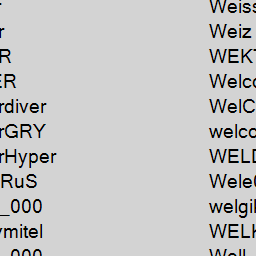 r Weiss
r Weiz
R WEKT
ER Welco
rdiver WelC
rGRY welco
rHyper WELD
RuS Wele
_000 welgi
ymitel WELK
_000 Well